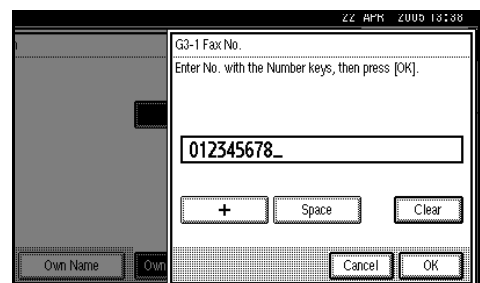 22 APR 2005 13:38
G3-1 Fax No.
Enter No. with the Number keys, then press [OK].
012345678_
+ Space Clear
Own Name Own Cancel OK